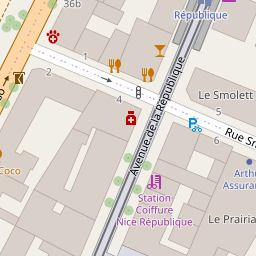 36b
République
1
2
4
Le Smolett
Avenue de la République
5
Rue Sm
6
Coco
Arthu
Assuran
Station
Coiffure
Nice République
Le Prairia